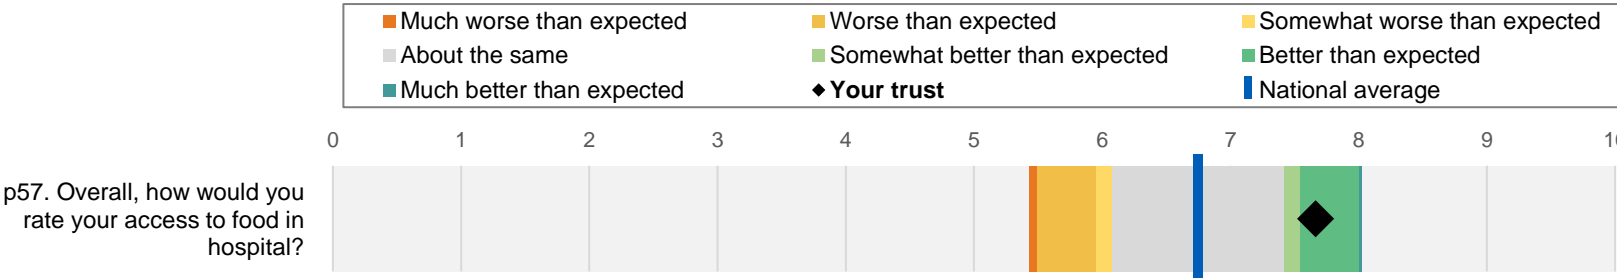 Much worse than expected
Worse than expected
Somewhat worse than expected
About the same
Somewhat better than expected
Better than expected
Much better than expected
Your trust
National average
0 1 2 3 4 5 6 7 8 9 10
p57. Overall, how would you
rate your access to food in
hospital?